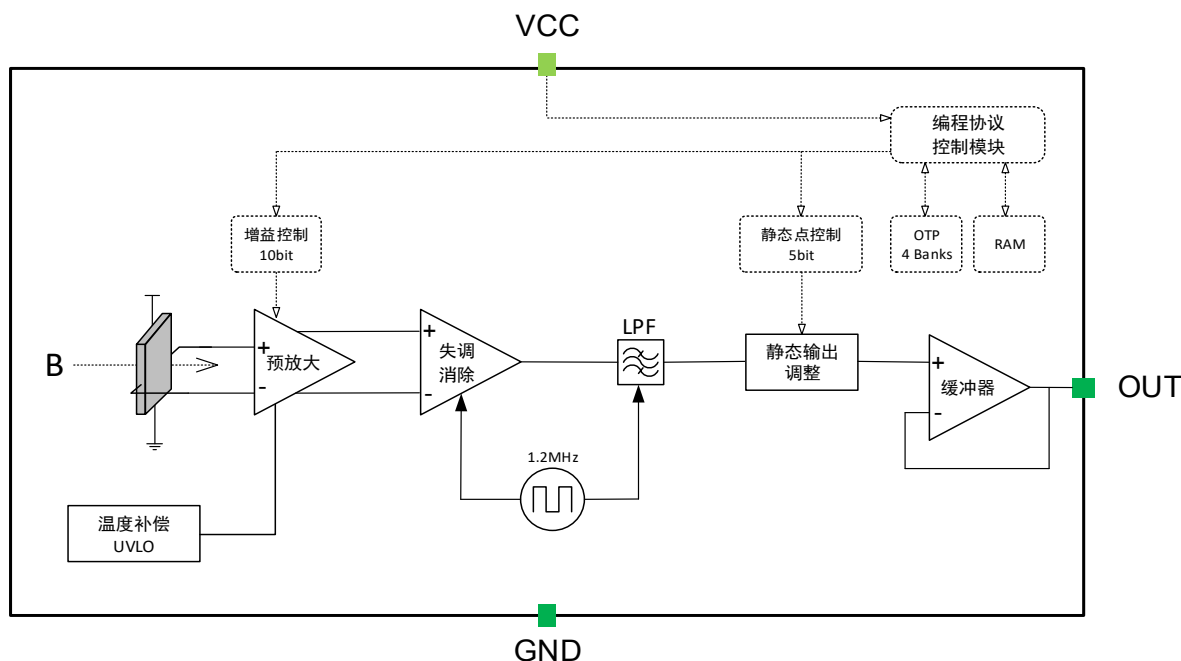 VCC
编程协议
控制模块
增益控制
10bit
静态点控制
5bit
OTP
4 Banks
RAM
B
+
-
预放大
+
-
失调
消除
LPF
静态输出
调整
+
-
缓冲器
OUT
1.2MHz
温度补偿
UVLO
GND